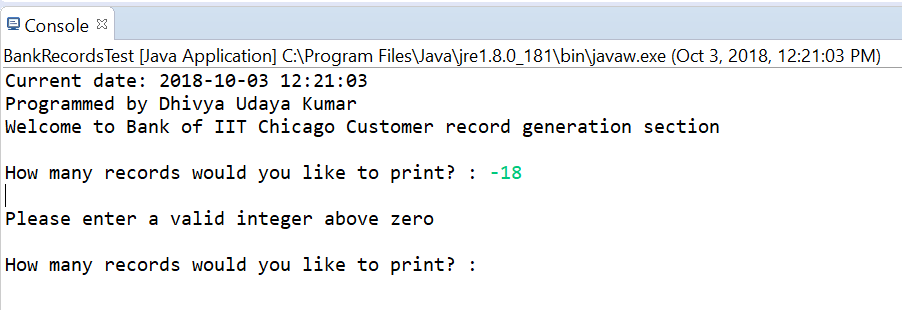 Console
BankRecordsTest [Java Application] C:\Program Files\Java\jre1.8.0_181\bin\javaw.exe (Oct 3, 2018, 12:21:03 PM)
Current date: 2018-10-03 12:21:03
Programmed by Dhivya Udaya Kumar
Welcome to Bank of IIT Chicago Customer record generation section
How many records would you like to print? : -18
Please enter a valid integer above zero
How many records would you like to print? :